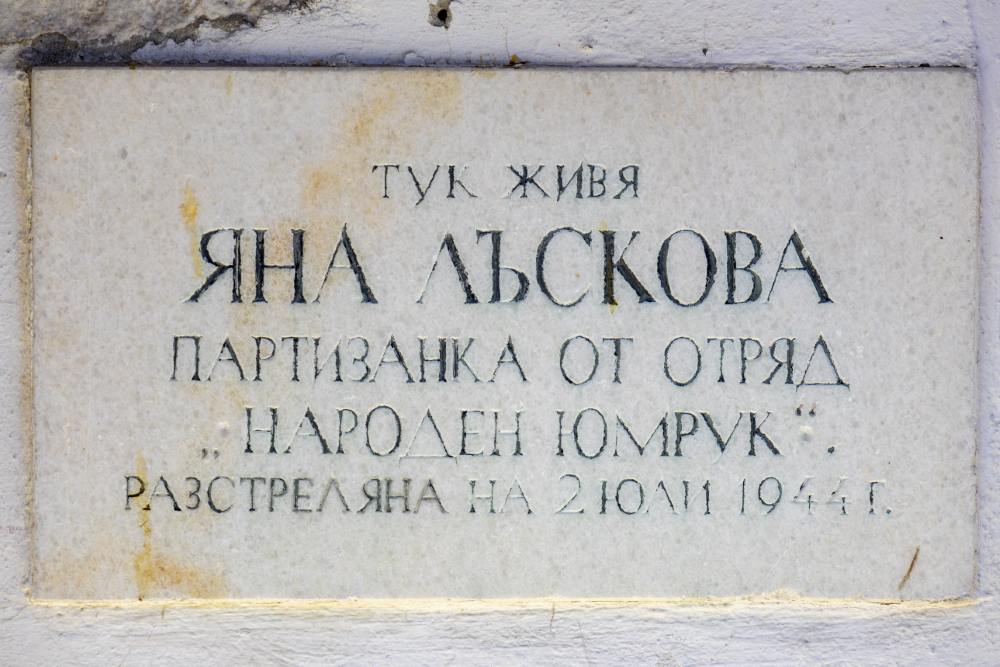 ТУК ЖИВЯ
ЯНА ЛЪСКОВА
ПАРТИЗАНКА ОТ ОТРЯД
„НАРОДЕН ЮМРУК“.
РАЗСТРЕЛЯНА НА 2 ЮЛИ 1944 Г.